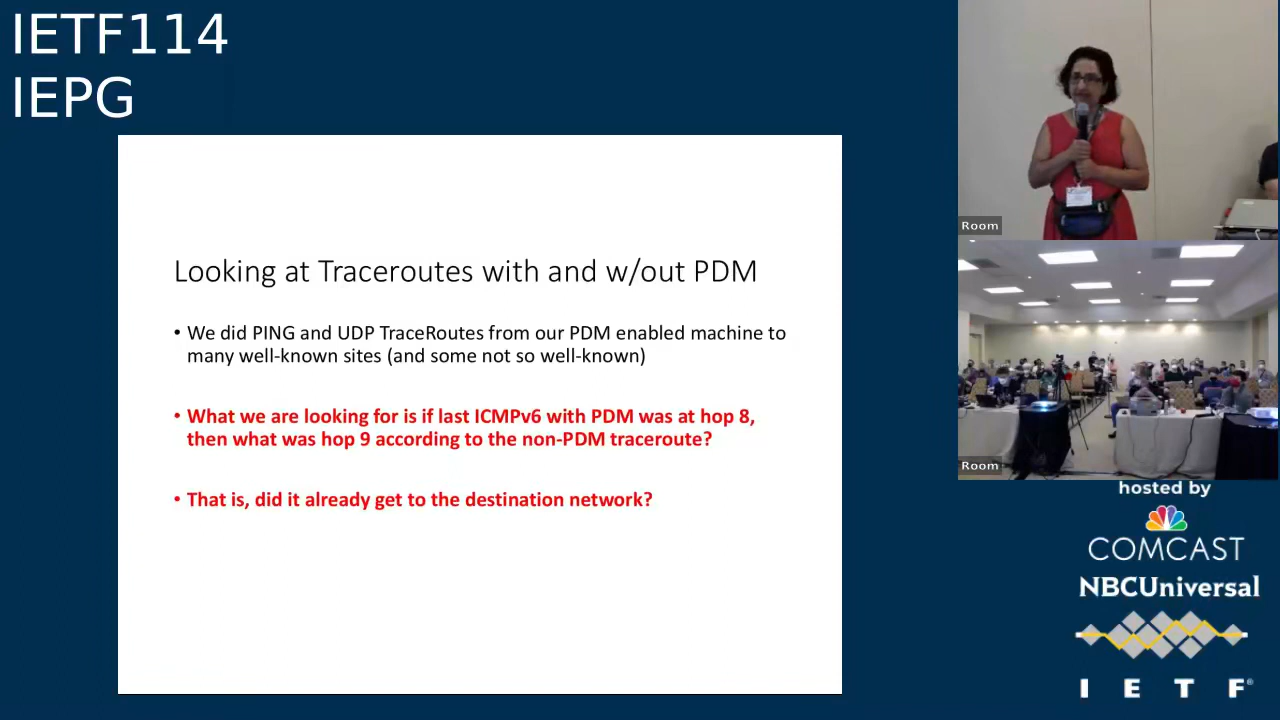 IETF114
IEPG
Looking at Traceroutes with and w/out PDM
• We did PING and UDP TraceRoutes from our PDM enabled machine to
many well-known sites (and some not so well-known)
• What we are looking for is if last ICMPv6 with PDM was at hop 8,
then what was hop 9 according to the non-PDM traceroute?
• That is, did it already get to the destination network?
Room
Room
hosted by
COMCAST
NBCUniversal
I E T F®